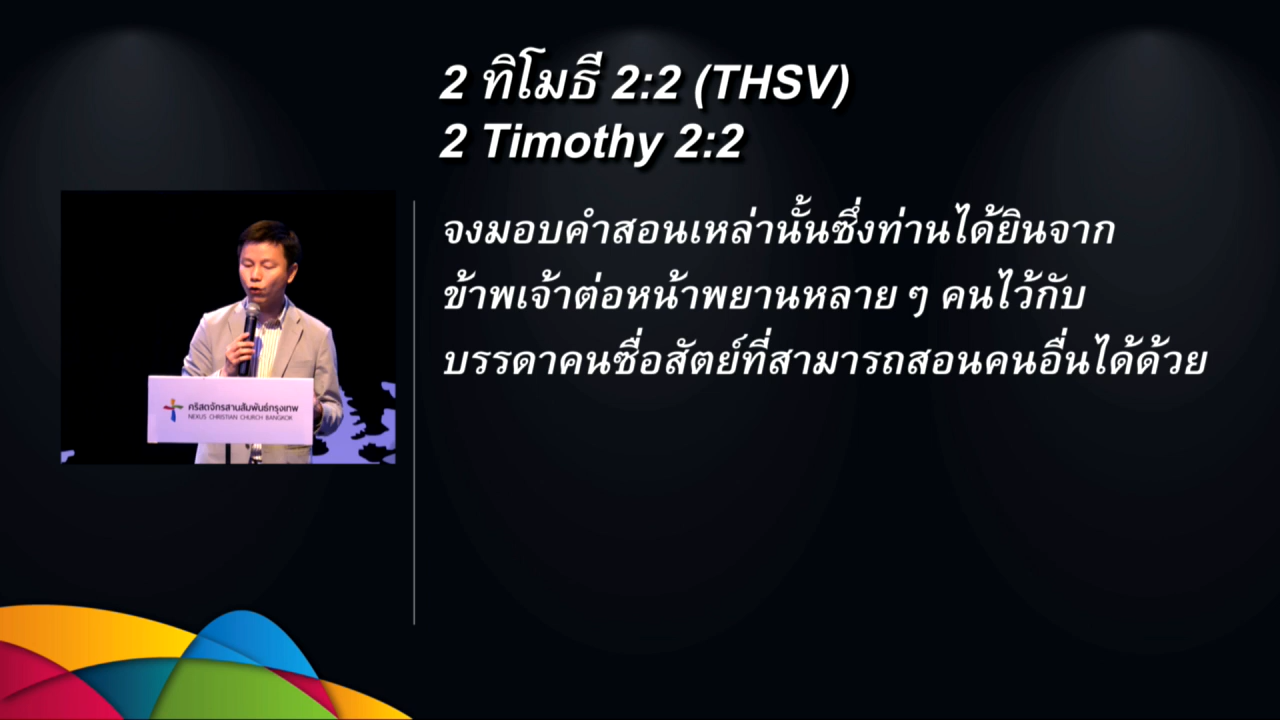 2 ทิโมธี 2:2 (THSV)
2 Timothy 2:2
จงมอบคำสอนเหล่านั้นซึ่งท่านได้ยินจาก
ข้าพเจ้าต่อหน้าพยานหลาย ๆ คนไว้กับ
บรรดาคนซื่อสัตย์ที่สามารถสอนคนอื่นได้ด้วย
คริสตจักรสานสัมพันธ์กรุงเทพ
NEXUS CHRISTIAN CHURCH BANGKOK